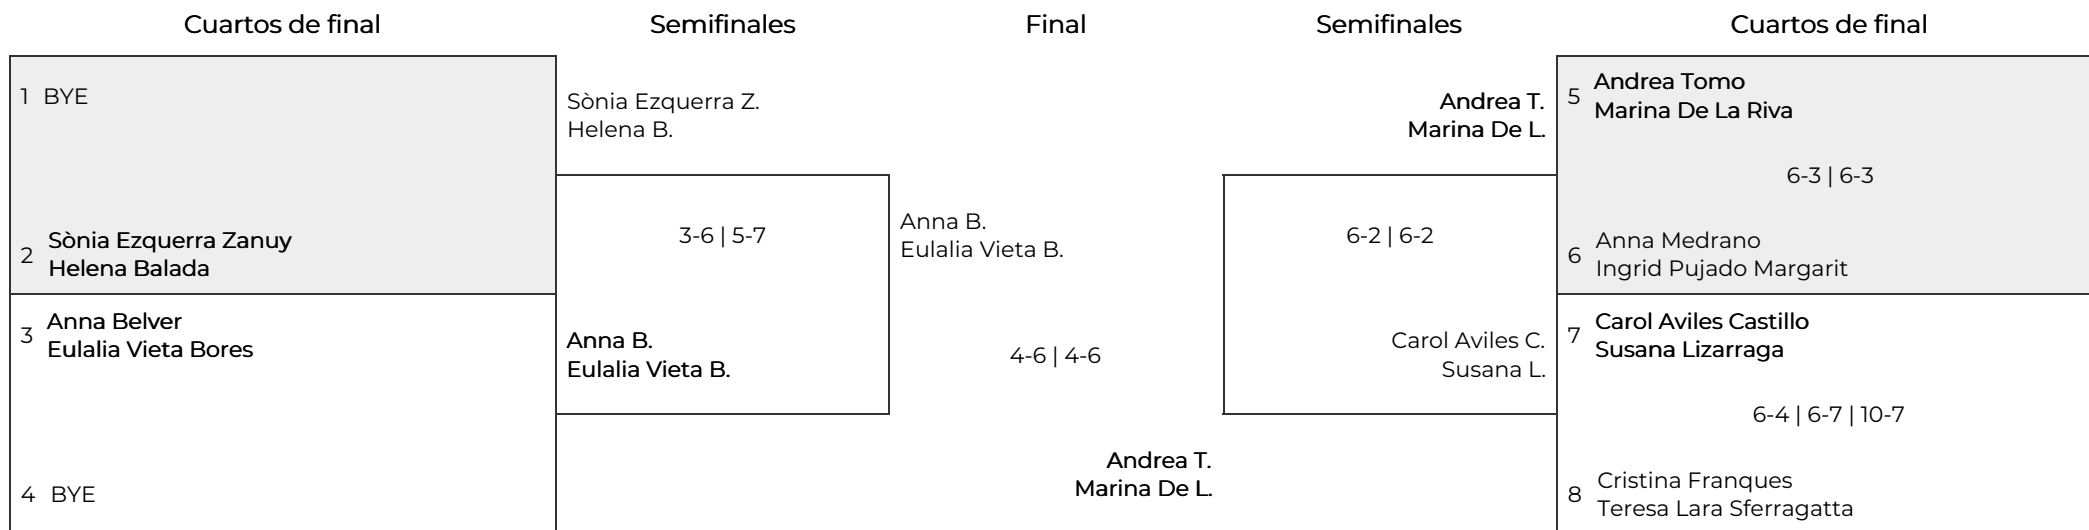 Cuartos de final
Semifinales
Final
Semifinales
Cuartos de final
1 BYE
2 Sònia Ezquerra Zanuy
Helena Balada
3 Anna Belver
Eulalia Vieta Bores
4 BYE
Sònia Ezquerra Z.
Helena B.
3-6 | 5-7
Anna B.
Eulalia Vieta B.
Anna B.
Eulalia Vieta B.
4-6 | 4-6
Andrea T.
Marina De L.
Andrea T.
Marina De L.
6-2 | 6-2
Carol Aviles C.
Susana L.
5 Andrea Tomo
Marina De La Riva
6-3 | 6-3
6 Anna Medrano
Ingrid Pujado Margarit
7 Carol Aviles Castillo
Susana Lizarraga
6-4 | 6-7 | 10-7
8 Cristina Franques
Teresa Lara Sferragatta